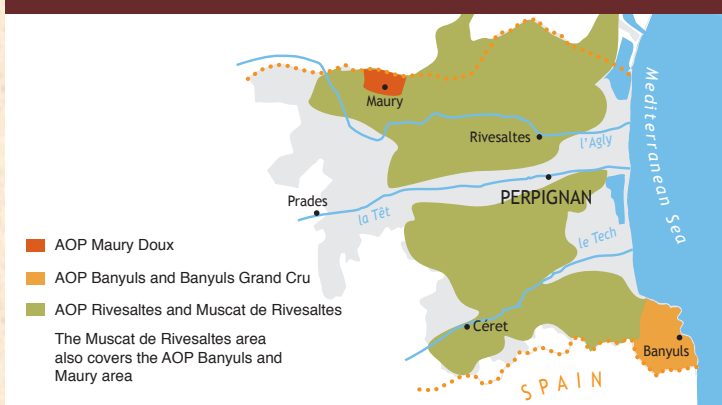 Mediterranean Sea
Maury
Rivesaltes
l'Agly
Prades
PERPIGNAN
la Têt
le Tech
AOP Maury Doux
AOP Banyuls and Banyuls Grand Cru
AOP Rivesaltes and Muscat de Rivesaltes
Céret
The Muscat de Rivesaltes area
also covers the AOP Banyuls and
Maury area
Banyuls
SPAIN